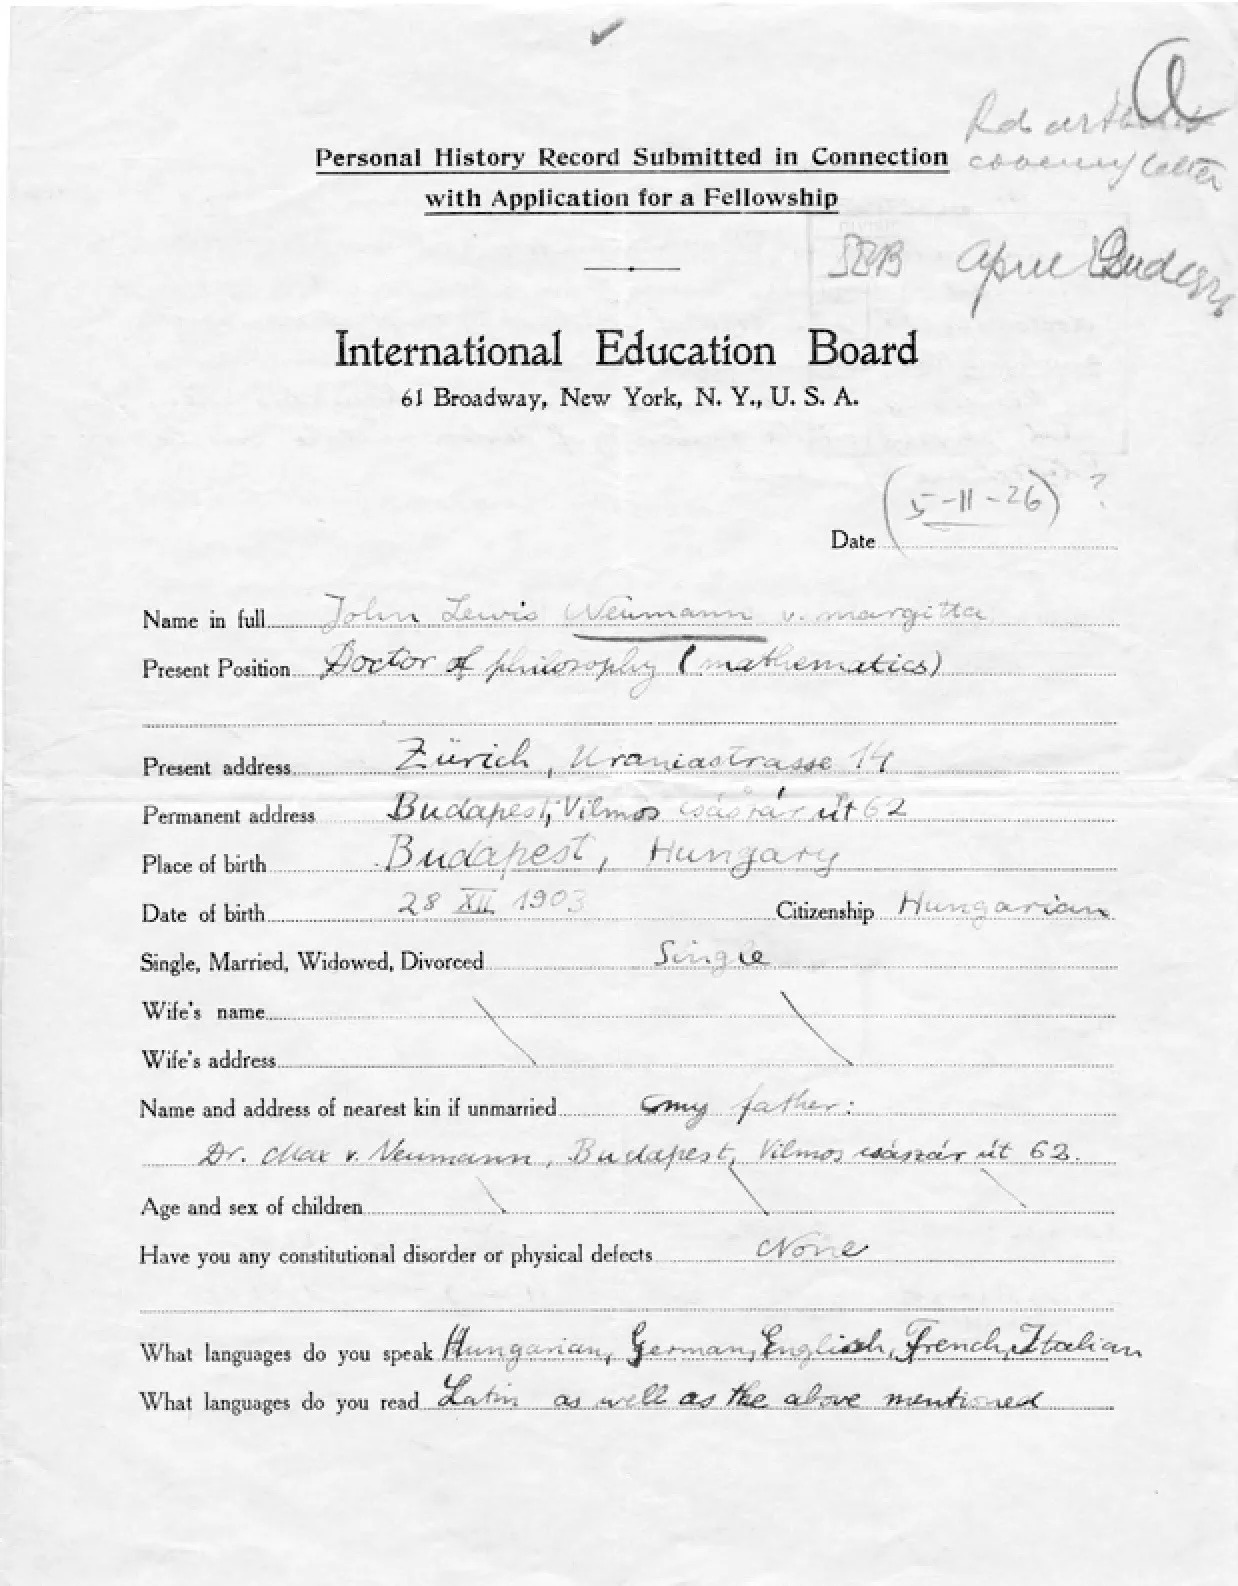 a
Personal History Record Submitted in Connection
with Application for a Fellowship
April
International Education Board
61 Broadway, New York, N. Y., U. S. A.
Date (5-11-26) ?
Name in full John Lewis Neumann v. margitta
Present Position Doctor of philosophy (mathematics)
Present address Zürich, Uraniastrasse 14
Permanent address Budapest, Vilmos császár út 62
Place of birth Budapest, Hungary
Date of birth 28 XII 1903 Citizenship Hungarian
Single, Married, Widowed, Divorced Single
Wife's name
Wife's address
Name and address of nearest kin if unmarried my father:
Dr. Max v. Neumann, Budapest, Vilmos császár út 62.
Age and sex of children
Have you any constitutional disorder or physical defects None
What languages do you speak Hungarian, German, English, French, Italian
What languages do you read Latin as well as the above mentioned